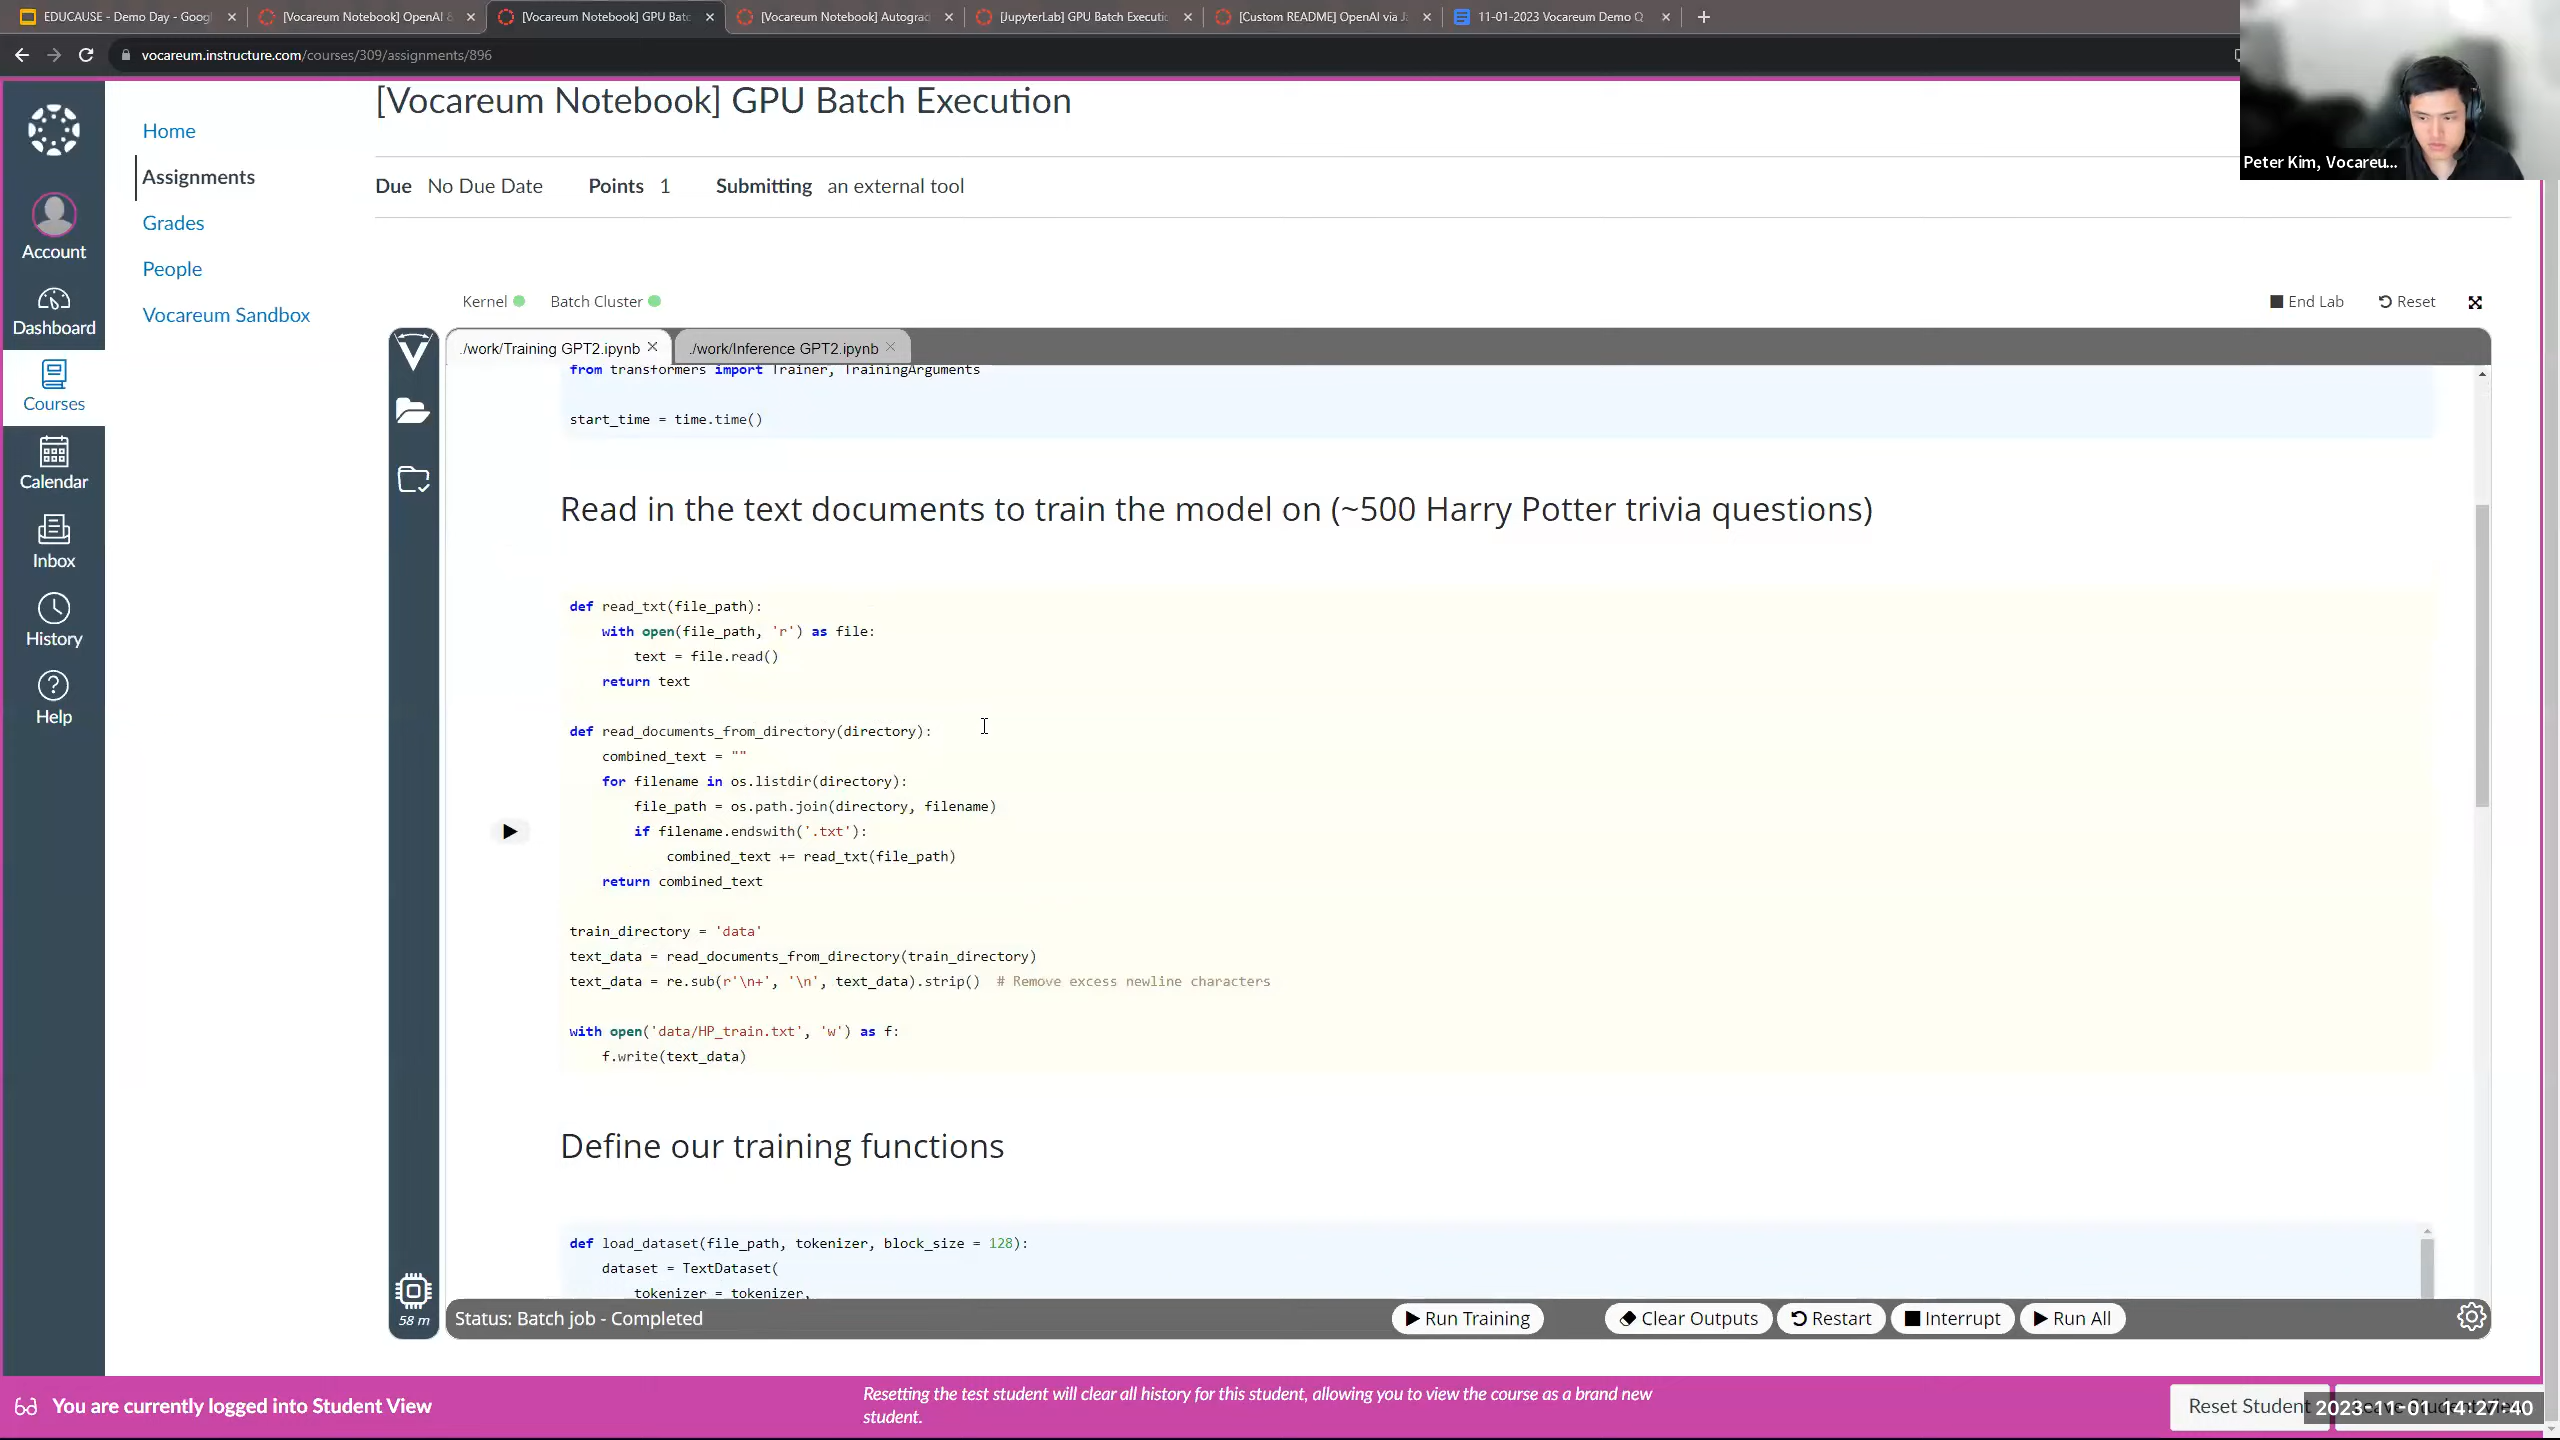 EDUCAUSE - Demo Day - Goog
[Vocareum Notebook] OpenAI &
[Vocareum Notebook] GPU Batc
[Vocareum Notebook] Autograd
[JupyterLab] GPU Batch Executio
[Custom README] OpenAI via J
11-01-2023 Vocareum Demo Q
vocareum.instructure.com/courses/309/assignments/896
Peter Kim, Vocareu...
[Vocareum Notebook] GPU Batch Execution
Due No Due Date Points 1 Submitting an external tool
Account
Dashboard
Courses
Calendar
Inbox
History
Help
Home
Assignments
Grades
People
Vocareum Sandbox
Kernel Batch Cluster End Lab Reset
./work/Training GPT2.ipynb ./work/Inference GPT2.ipynb
from transformers import Trainer, TrainingArguments
start_time = time.time()
Read in the text documents to train the model on (~500 Harry Potter trivia questions)
def read_txt(file_path):
    with open(file_path, 'r') as file:
        text = file.read()
    return text
def read_documents_from_directory(directory):
    combined_text = ""
    for filename in os.listdir(directory):
        file_path = os.path.join(directory, filename)
        if filename.endswith('.txt'):
            combined_text += read_txt(file_path)
    return combined_text
train_directory = 'data'
text_data = read_documents_from_directory(train_directory)
text_data = re.sub(r'\n+', '\n', text_data).strip()  # Remove excess newline characters
with open('data/HP_train.txt', 'w') as f:
    f.write(text_data)
Define our training functions
def load_dataset(file_path, tokenizer, block_size = 128):
    dataset = TextDataset(
        tokenizer = tokenizer,
58 m
Status: Batch job - Completed Run Training Clear Outputs Restart Interrupt Run All
You are currently logged into Student View
Resetting the test student will clear all history for this student, allowing you to view the course as a brand new
student.
Reset Student
2023-11-01 14:27:40